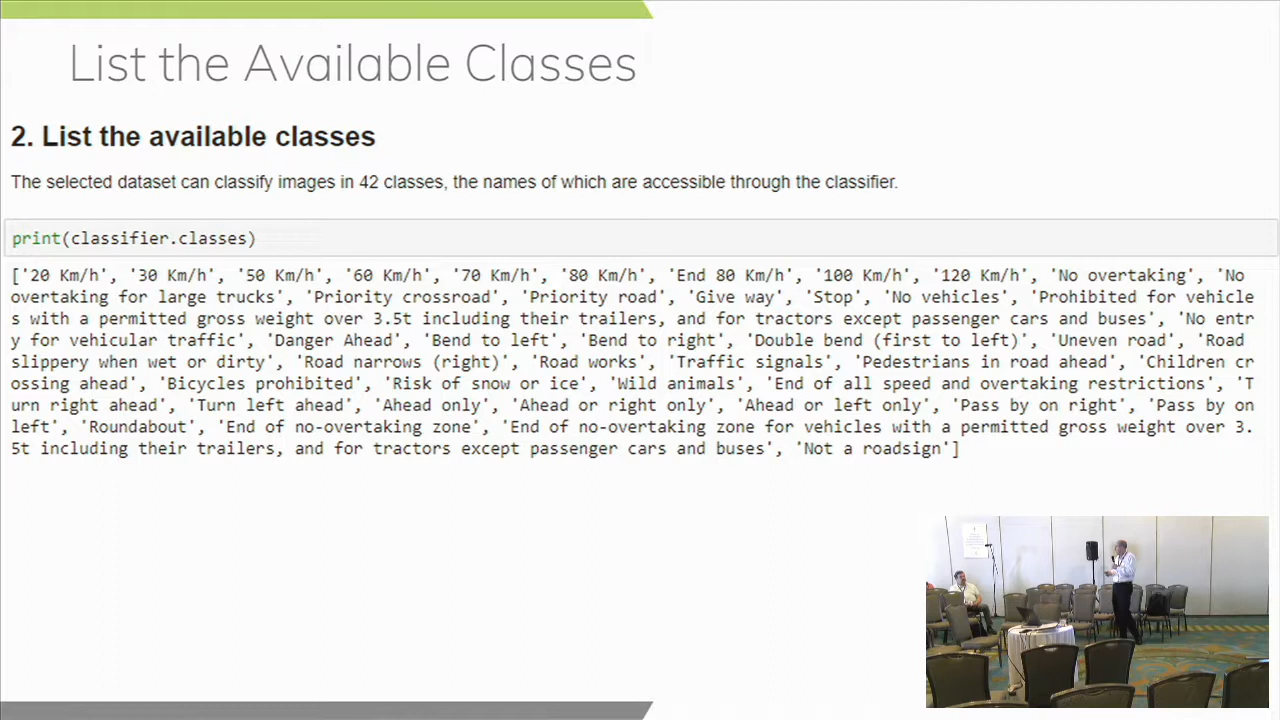 List the Available Classes
2. List the available classes
The selected dataset can classify images in 42 classes, the names of which are accessible through the classifier.
print(classifier.classes)
['20 Km/h', '30 Km/h', '50 Km/h', '60 Km/h', '70 Km/h', '80 Km/h', 'End 80 Km/h', '100 Km/h', '120 Km/h', 'No overtaking', 'No
overtaking for large trucks', 'Priority crossroad', 'Priority road', 'Give way', 'Stop', 'No vehicles', 'Prohibited for vehicle
s with a permitted gross weight over 3.5t including their trailers, and for tractors except passenger cars and buses', 'No entr
y for vehicular traffic', 'Danger Ahead', 'Bend to left', 'Bend to right', 'Double bend (first to left)', 'Uneven road', 'Road
slippery when wet or dirty', 'Road narrows (right)', 'Road works', 'Traffic signals', 'Pedestrians in road ahead', 'Children cr
ossing ahead', 'Bicycles prohibited', 'Risk of snow or ice', 'Wild animals', 'End of all speed and overtaking restrictions', 'T
urn right ahead', 'Turn left ahead', 'Ahead only', 'Ahead or right only', 'Ahead or left only', 'Pass by on right', 'Pass by on
left', 'Roundabout', 'End of no-overtaking zone', 'End of no-overtaking zone for vehicles with a permitted gross weight over 3.
5t including their trailers, and for tractors except passenger cars and buses', 'Not a roadsign']